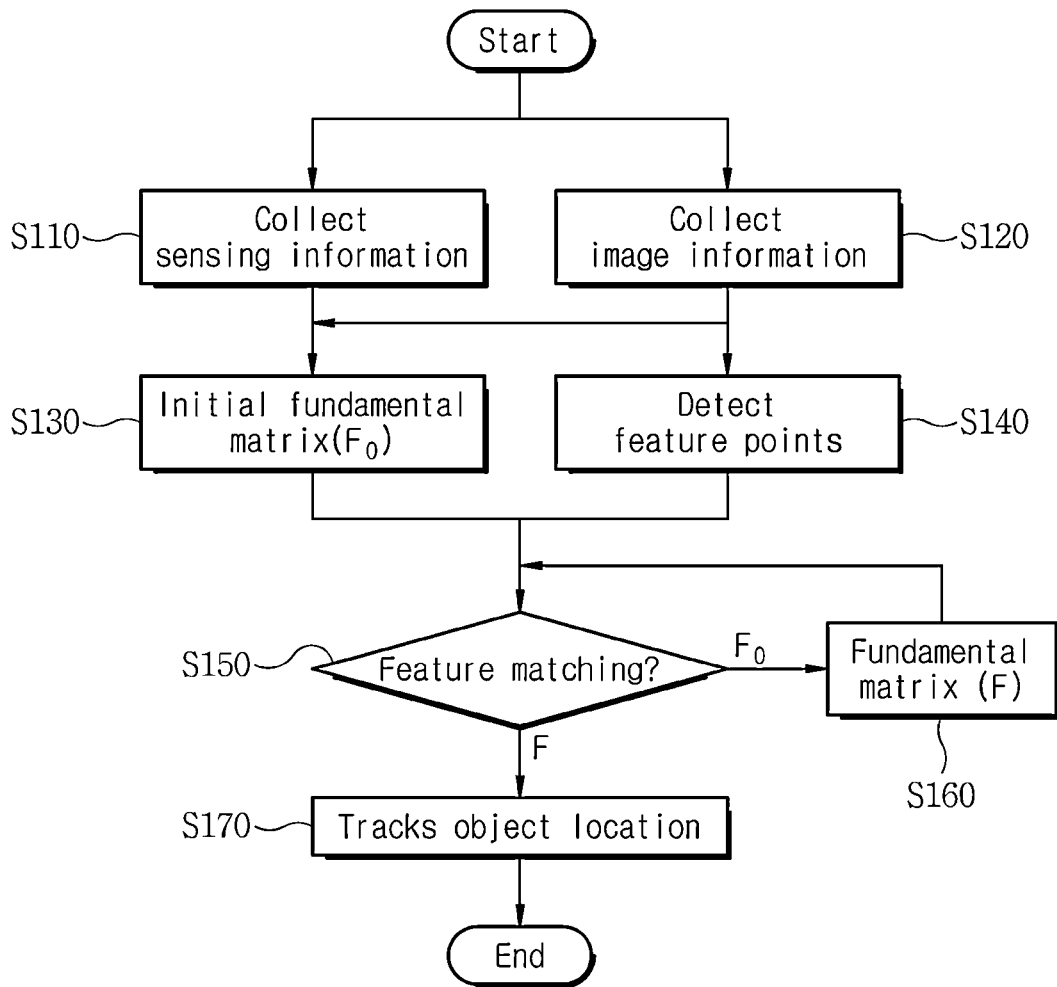 Start
S110
Collect
sensing information
Collect
image information
S120
S130
Initial fundamental
matrix(F₀)
Detect
feature points
S140
S150
Feature matching?
F₀
Fundamental
matrix (F)
F
S160
S170
Tracks object location
End